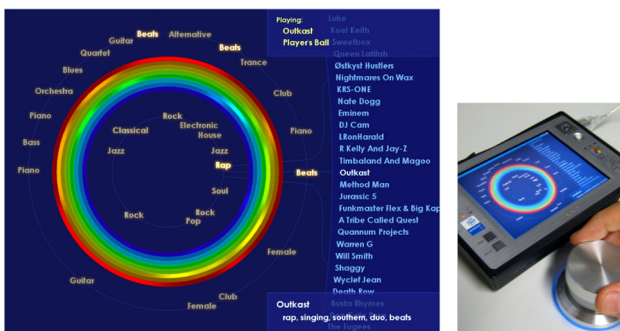 Playing:
Outkast
Player's Ball
Luke
Kool Keith
Sweetbox
Queen Latifah
Østkyst Hustlers
Nightmares On Wax
KRS-ONE
Nate Dogg
Eminem
DJ Cam
LRonHarald
R Kelly And Jay-Z
Timbaland And Magoo
Outkast
Method Man
Jurassic 5
Funkmaster Flex & Big Kap
A Tribe Called Quest
Quannum Projects
Warren G
Will Smith
Shaggy
Wyclef Jean
Death Row
Busta Rhymes
The Fugees
Beats
Alternative
Guitar
Beats
Quartet
Trance
Blues
Orchestra
Club
Piano
Piano
Bass
Piano
Beats
Rock
Classical
Electronic
House
Jazz
Jazz
Rap
Soul
Rock
Rock
Pop
Female
Guitar
Club
Female
Outkast
rap, singing, southern, duo, beats